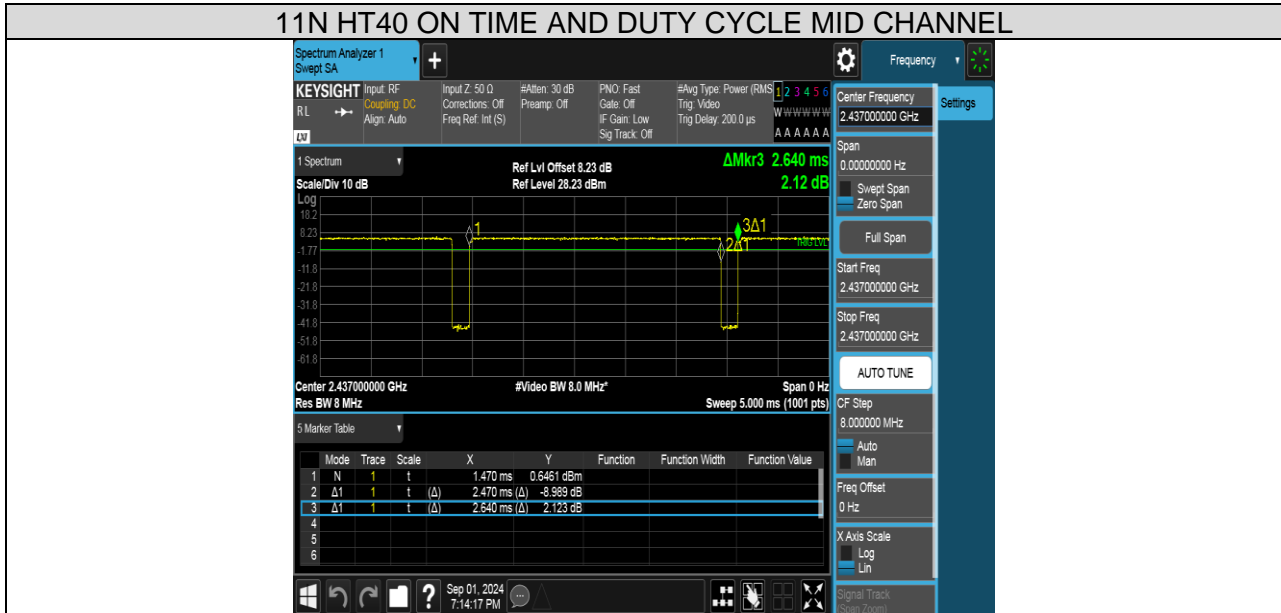 11N HT40 ON TIME AND DUTY CYCLE MID CHANNEL
Spectrum Analyzer 1
Swept SA
+
Frequency
KEYSIGHT
RL
LXI
Input: RF
Coupling: DC
Align: Auto
Input Z: 50 Ω
Corrections: Off
Freq Ref: Int (S)
#Atten: 30 dB
Preamp: Off
PNO: Fast
Gate: Off
IF Gain: Low
Sig Track: Off
#Avg Type: Power (RMS
Trig: Video
Trig Delay: 200.0 µs
1 2 3 4 5 6
W W W W W W
A A A A A A
1 Spectrum
Scale/Div 10 dB
Ref Lvl Offset 8.23 dB
Ref Level 28.23 dBm
ΔMkr3 2.640 ms
2.12 dB
Log
18.2
8.23
-1.77
-11.8
-21.8
-31.8
-41.8
-51.8
-61.8
1
2Δ1
3Δ1
TRIG LVL
Center 2.437000000 GHz
#Video BW 8.0 MHz*
Span 0 Hz
Res BW 8 MHz
Sweep 5.000 ms (1001 pts)
5 Marker Table
Mode Trace Scale X Y Function Function Width Function Value
1 N 1 t 1.470 ms 0.6461 dBm
2 Δ1 1 t (Δ) 2.470 ms (Δ) -8.989 dB
3 Δ1 1 t (Δ) 2.640 ms (Δ) 2.123 dB
4
5
6
Sep 01, 2024
7:14:17 PM
?
Center Frequency
2.437000000 GHz
Settings
Span
0.00000000 Hz
Swept Span
Zero Span
Full Span
Start Freq
2.437000000 GHz
Stop Freq
2.437000000 GHz
AUTO TUNE
CF Step
8.000000 MHz
Auto
Man
Freq Offset
0 Hz
X Axis Scale
Log
Lin
Signal Track
(Span Zoom)